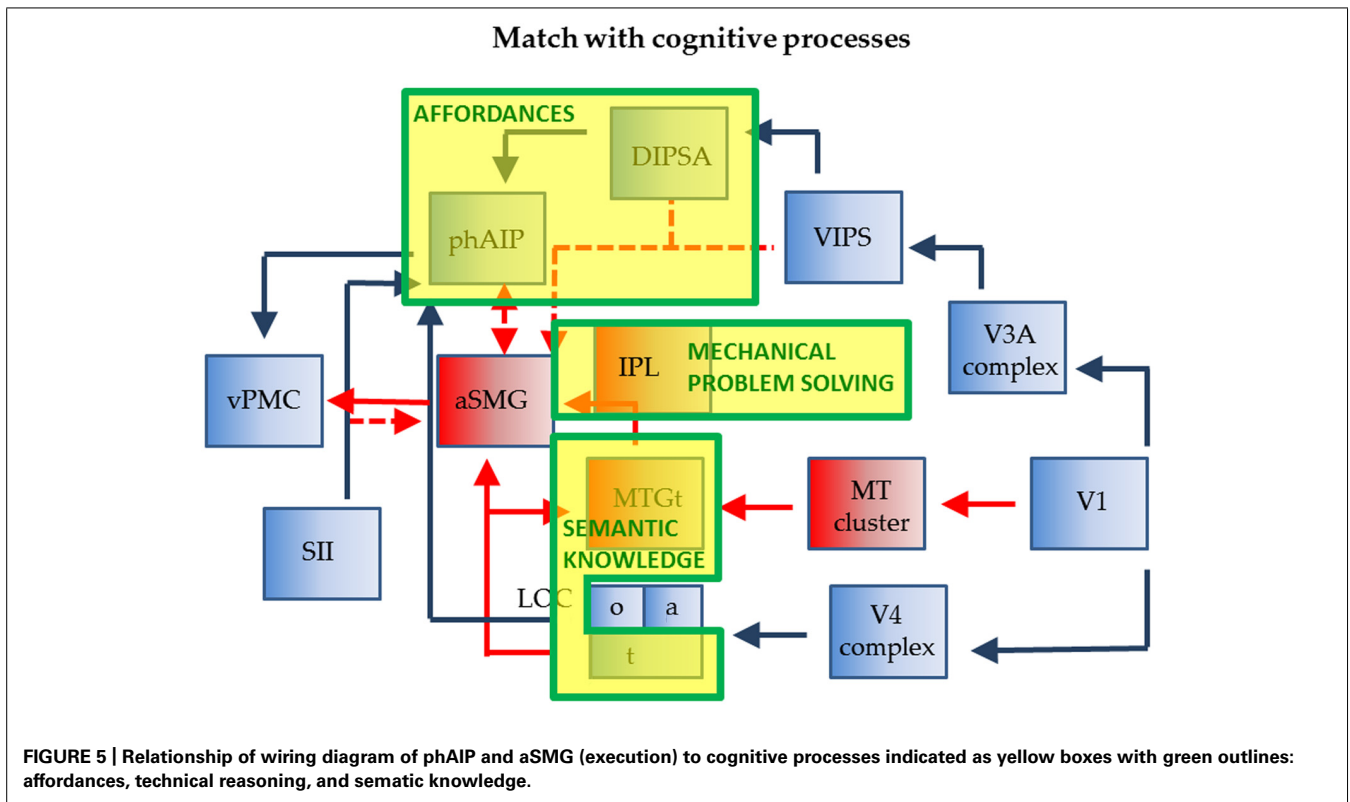 Match with cognitive processes
AFFORDANCES
DIPSA
phAIP
VIPS
V3A
complex
IPL
MECHANICAL
PROBLEM SOLVING
vPMC
aSMG
MTGt
MT
cluster
V1
SEMANTIC
KNOWLEDGE
SII
LOC
o
a
V4
complex
t
FIGURE 5 | Relationship of wiring diagram of phAIP and aSMG (execution) to cognitive processes indicated as yellow boxes with green outlines:
affordances, technical reasoning, and sematic knowledge.